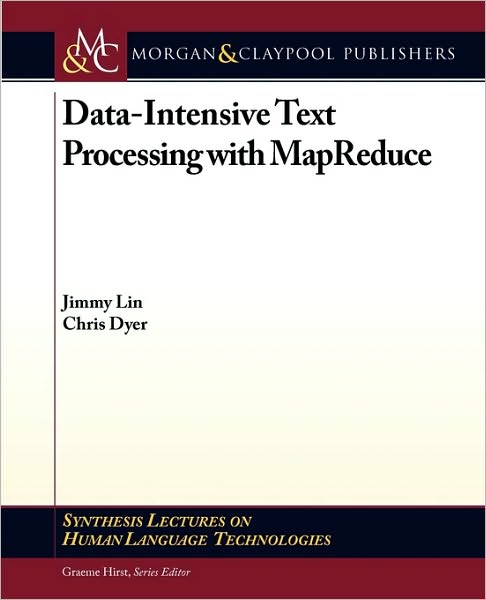 M
&C
MORGAN&CLAYPOOL PUBLISHERS
Data-Intensive Text
Processing with MapReduce
Jimmy Lin
Chris Dyer
SYNTHESIS LECTURES ON
HUMAN LANGUAGE TECHNOLOGIES
Graeme Hirst, Series Editor